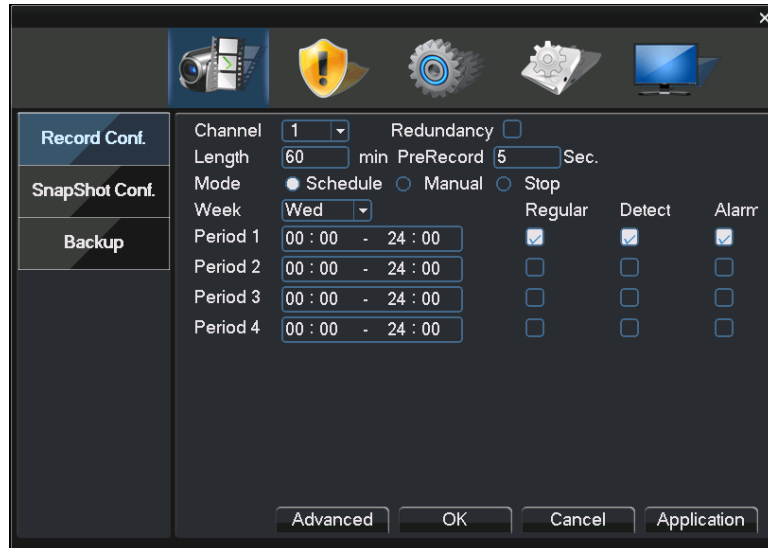 Record Conf.
SnapShot Conf.
Backup
Channel 1 Redundancy
Length 60 min PreRecord 5 Sec.
Mode Schedule Manual Stop
Week Wed Regular Detect Alarm
Period 1 00 : 00 - 24 : 00
Period 2 00 : 00 - 24 : 00
Period 3 00 : 00 - 24 : 00
Period 4 00 : 00 - 24 : 00
Advanced OK Cancel Application